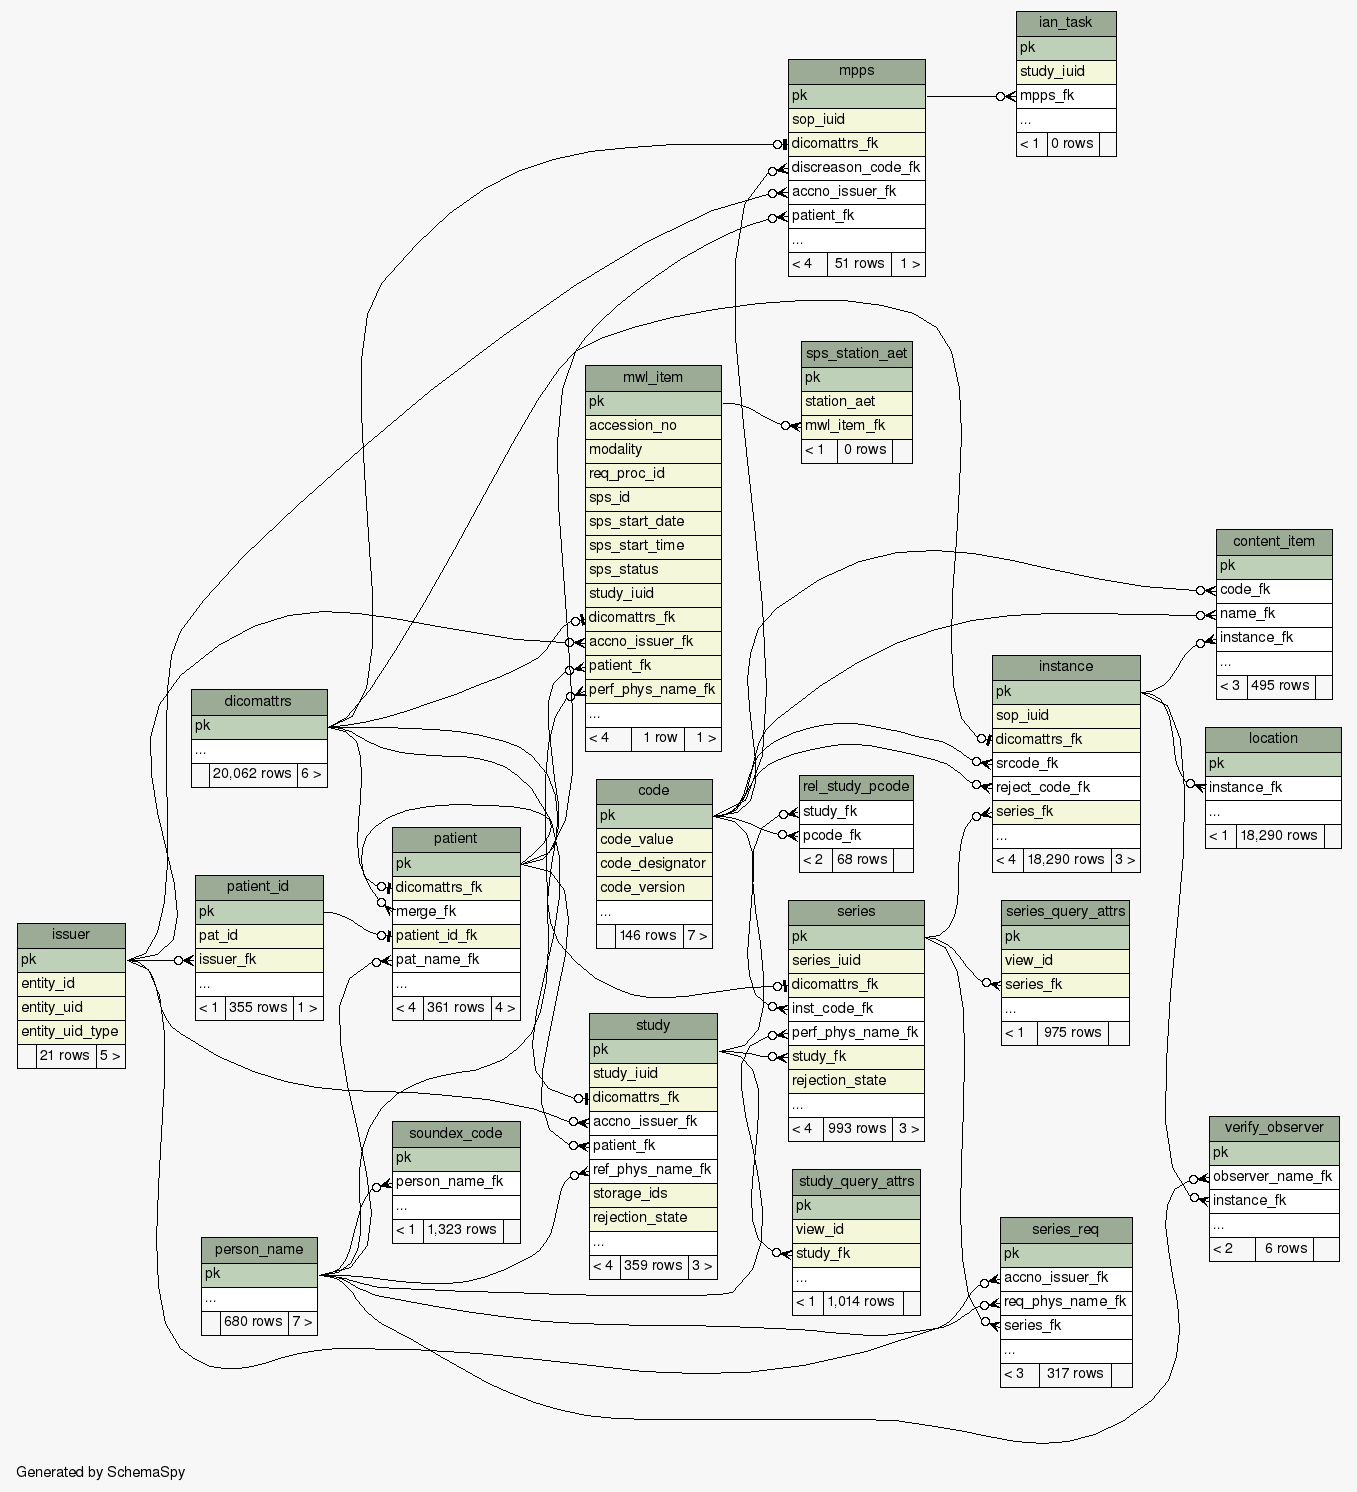 ian_task
pk
study_iuid
mpps_fk
...
< 1 0 rows
mpps
pk
sop_iuid
dicomattrs_fk
discreason_code_fk
accno_issuer_fk
patient_fk
...
< 4 51 rows 1 >
sps_station_aet
pk
station_aet
mwl_item_fk
< 1 0 rows
mwl_item
pk
accession_no
modality
req_proc_id
sps_id
sps_start_date
sps_start_time
sps_status
study_iuid
dicomattrs_fk
accno_issuer_fk
patient_fk
perf_phys_name_fk
...
< 4 1 row 1 >
content_item
pk
code_fk
name_fk
instance_fk
...
< 3 495 rows
instance
pk
sop_iuid
dicomattrs_fk
srcode_fk
reject_code_fk
series_fk
...
< 4 18,290 rows 3 >
location
pk
instance_fk
...
< 1 18,290 rows
dicomattrs
pk
...
20,062 rows 6 >
code
pk
code_value
code_designator
code_version
...
146 rows 7 >
rel_study_pcode
study_fk
pcode_fk
< 2 68 rows
patient
pk
dicomattrs_fk
merge_fk
patient_id_fk
pat_name_fk
...
< 4 361 rows 4 >
patient_id
pk
pat_id
issuer_fk
...
< 1 355 rows 1 >
issuer
pk
entity_id
entity_uid
entity_uid_type
21 rows 5 >
series
pk
series_iuid
dicomattrs_fk
inst_code_fk
perf_phys_name_fk
study_fk
rejection_state
...
< 4 993 rows 3 >
series_query_attrs
pk
view_id
series_fk
...
< 1 975 rows
study
pk
study_iuid
dicomattrs_fk
accno_issuer_fk
patient_fk
ref_phys_name_fk
storage_ids
rejection_state
...
< 4 359 rows 3 >
soundex_code
pk
person_name_fk
...
< 1 1,323 rows
verify_observer
pk
observer_name_fk
instance_fk
...
< 2 6 rows
study_query_attrs
pk
view_id
study_fk
...
< 1 1,014 rows
series_req
pk
accno_issuer_fk
req_phys_name_fk
series_fk
...
< 3 317 rows
person_name
pk
...
680 rows 7 >
Generated by SchemaSpy